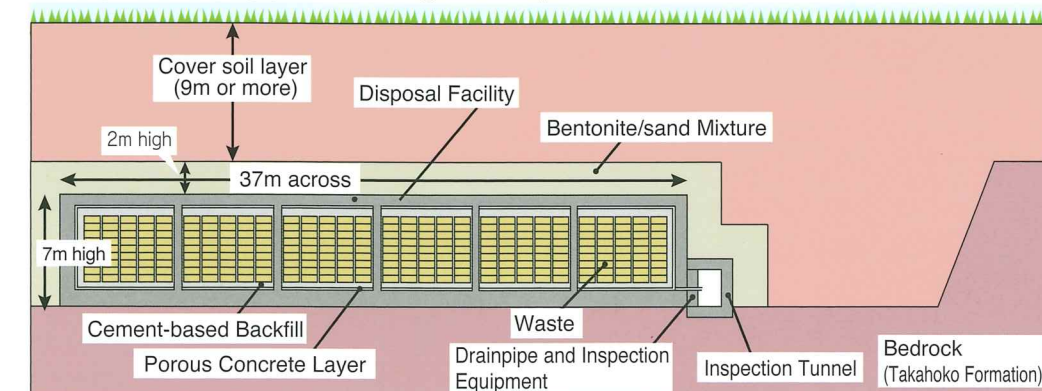 Cover soil layer
(9m or more)
Disposal Facility
Bentonite/sand Mixture
2m high
37m across
7m high
Cement-based Backfill
Waste
Porous Concrete Layer
Drainpipe and Inspection
Equipment
Inspection Tunnel
Bedrock
(Takahoko Formation)